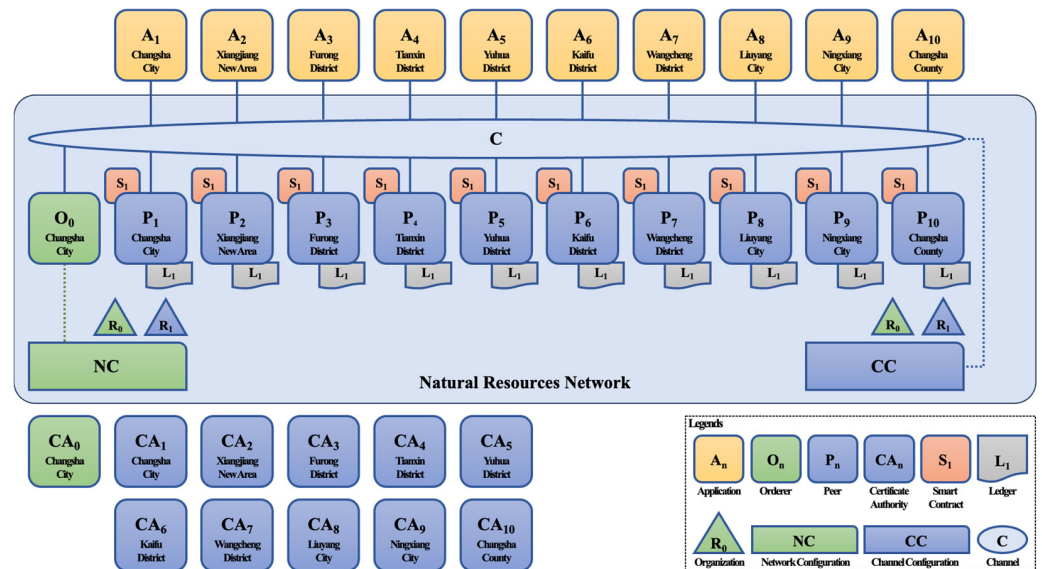 A1 A2 A3 A4 A5 A6 A7 A8 A9 A10
Changsha Xiangjiang Furong Tianxin Yuhua Kaifu Wangcheng Liuyang Ningxiang Changsha
City New Area District District District District District City City County
C
S1 S1 S1 S1 S1 S1 S1 S1 S1 S1
O0 P1 P2 P3 P4 P5 P6 P7 P8 P9 P10
Changsha Changsha Xiangjiang Furong Tianxin Yuhua Kaifu Wangcheng Liuyang Ningxiang Changsha
City City New Area District District District District District City City County
L1 L1 L1 L1 L1 L1 L1 L1 L1 L1
R0 R1 R0 R1
NC CC
Natural Resources Network
CA0 CA1 CA2 CA3 CA4 CA5
Changsha Changsha Xiangjiang Furong Tianxin Yuhua
City City New Area District District District
CA6 CA7 CA8 CA9 CA10
Kaifu Wangcheng Liuyang Ningxiang Changsha
District District City City County
Legends
An On Pn CAn S1 L1
Application Orderer Peer Certificate Smart Ledger
Authority Contract
R0 NC CC C
Organization Network Configuration Channel Configuration Channel